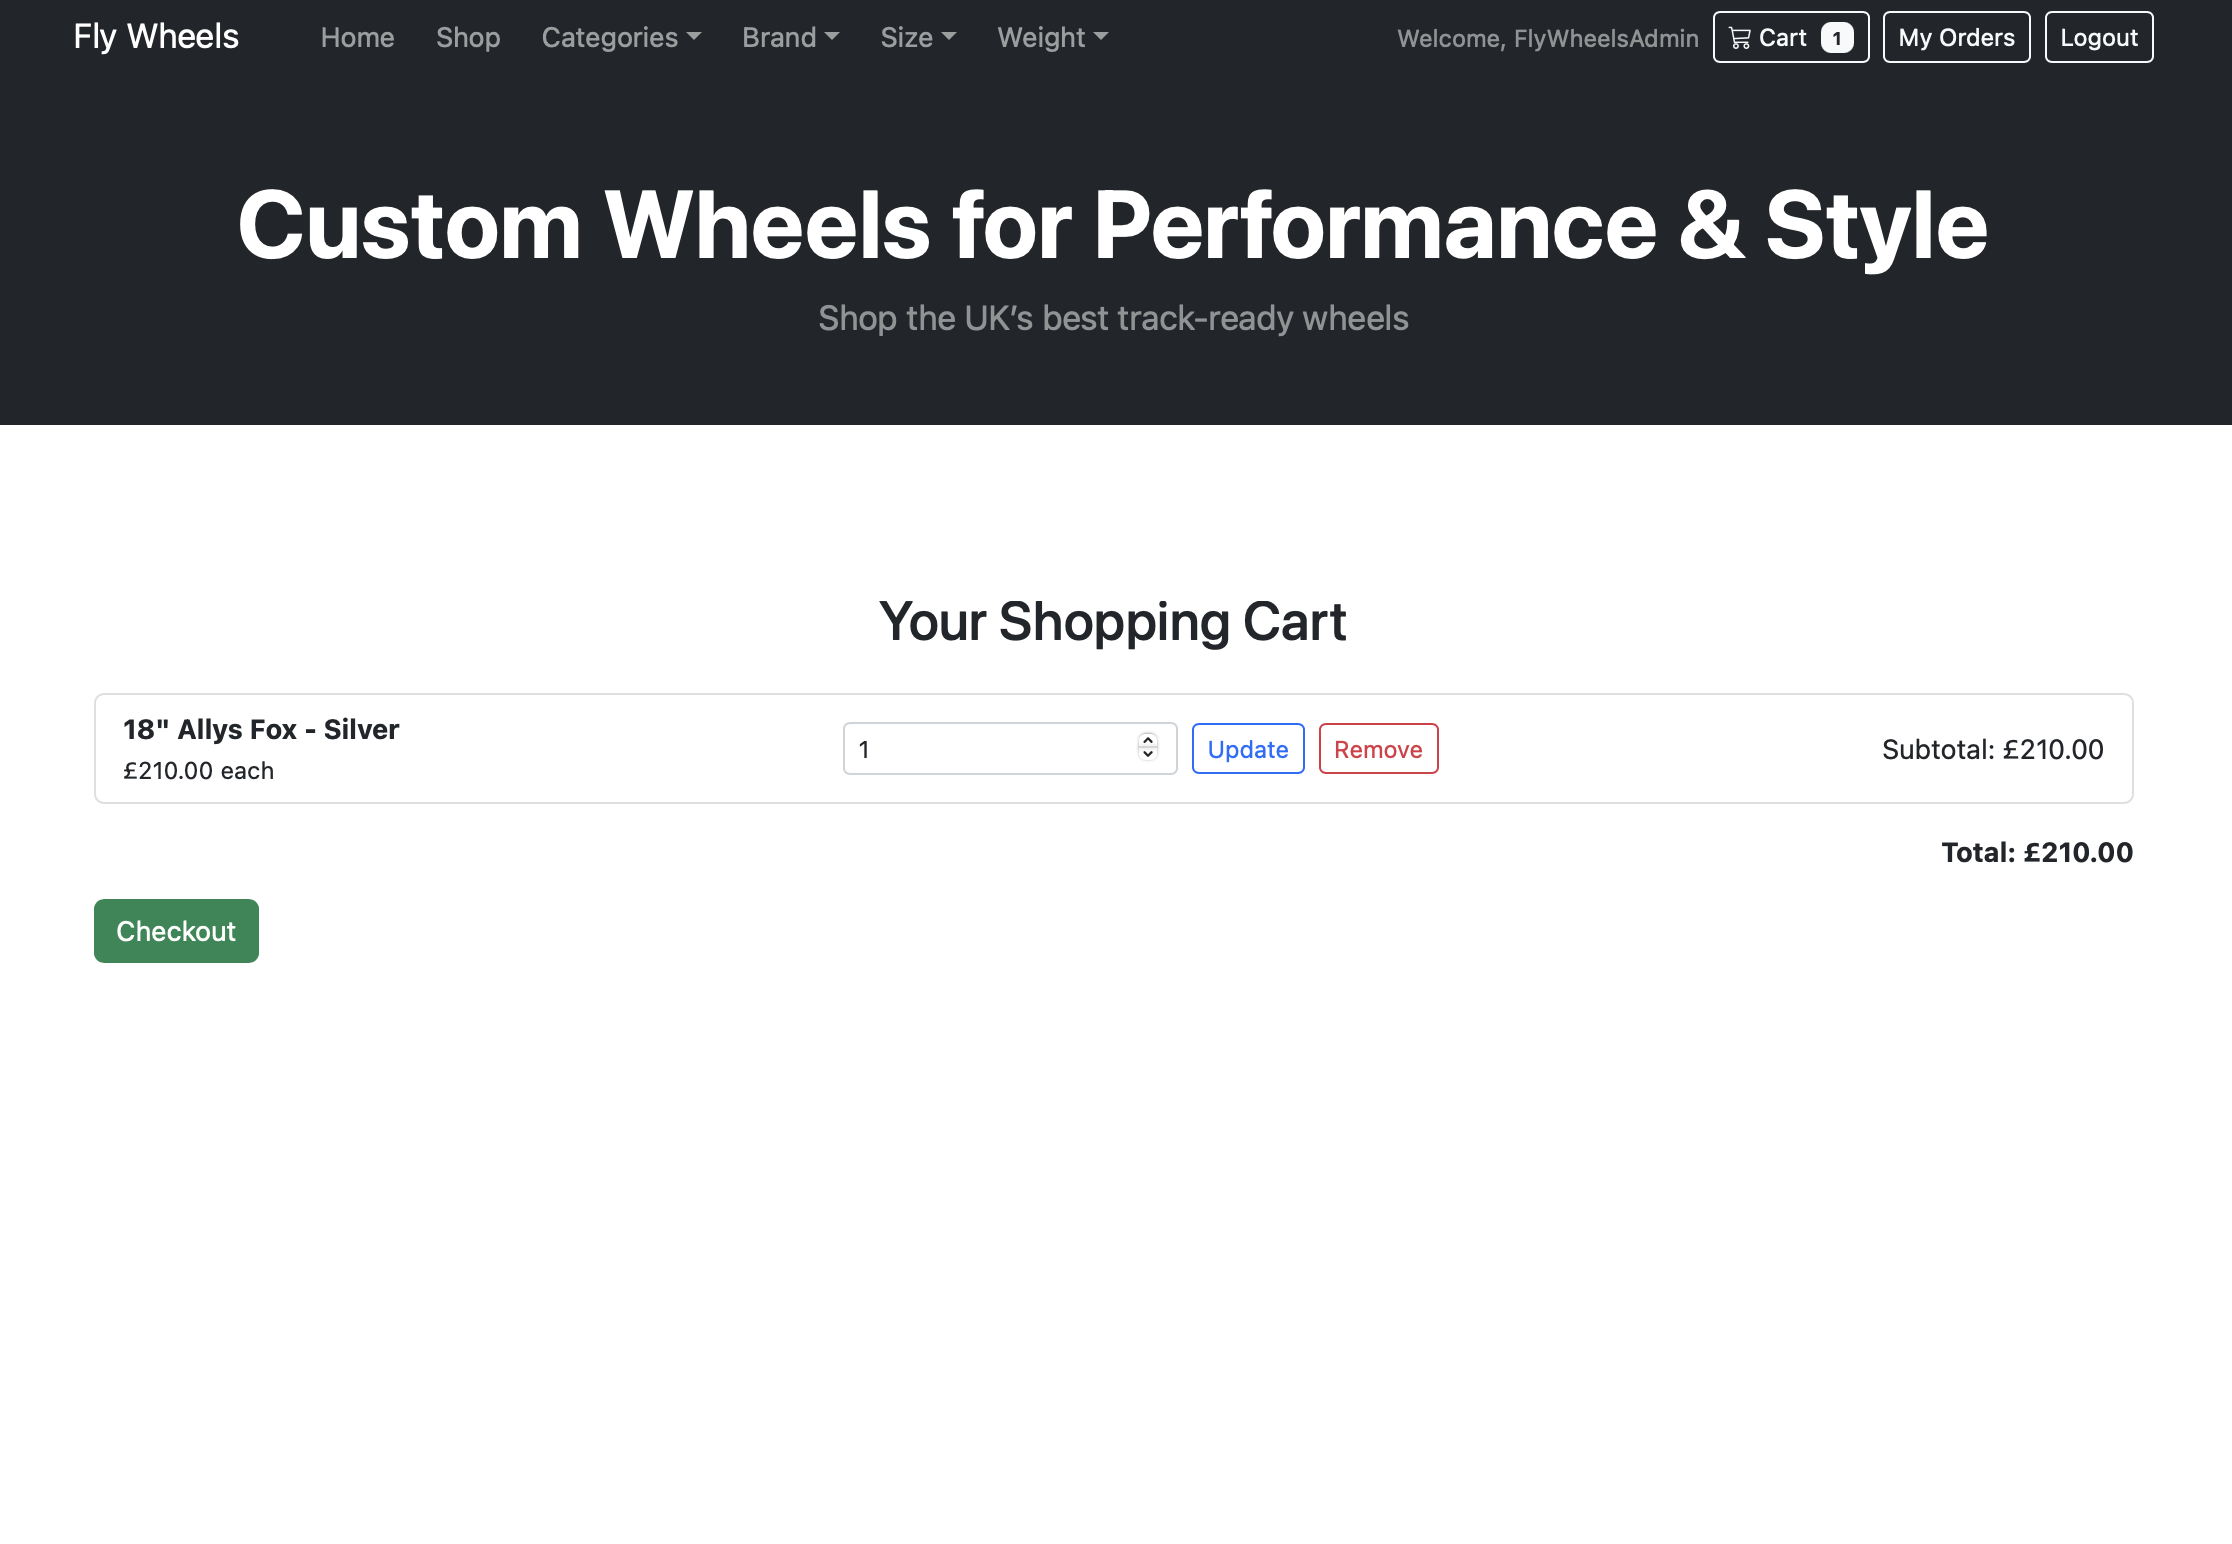 Fly Wheels Home Shop Categories Brand Size Weight Welcome, FlyWheelsAdmin Cart 1 My Orders Logout
Custom Wheels for Performance & Style
Shop the UK’s best track-ready wheels
Your Shopping Cart
18" Allys Fox - Silver
£210.00 each
1 Update Remove Subtotal: £210.00
Total: £210.00
Checkout